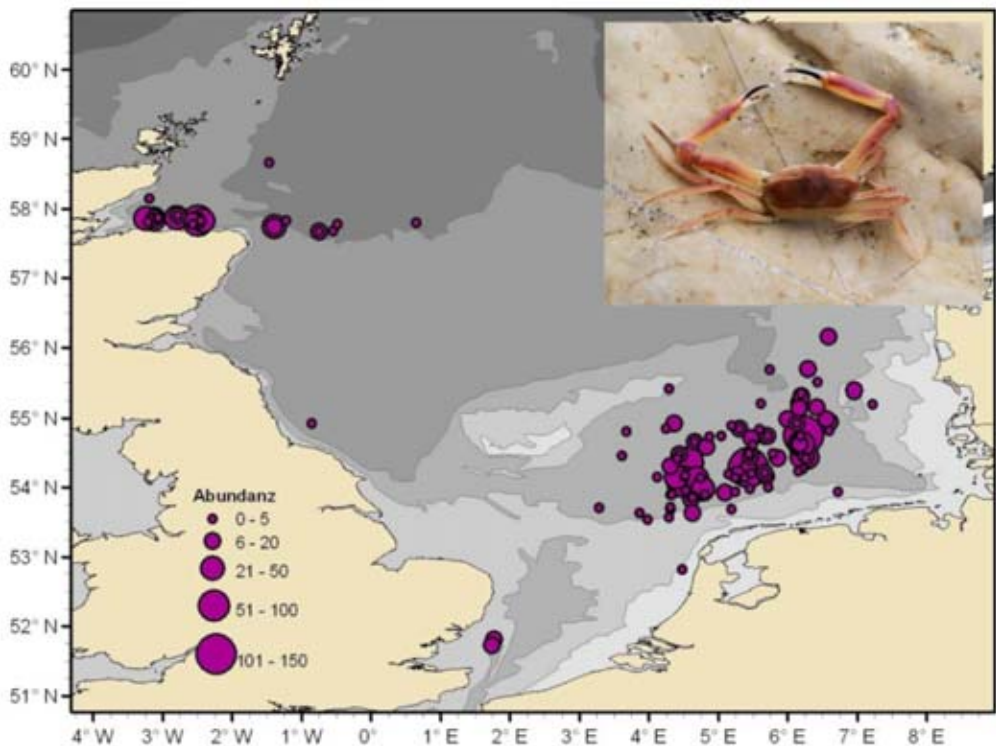 60° N
59° N
58° N
57° N
56° N
55° N
54° N
53° N
52° N
51° N
Abundanz
0 - 5
6 - 20
21 - 50
51 - 100
101 - 150
4° W 3° W 2° W 1° W 0° 1° E 2° E 3° E 4° E 5° E 6° E 7° E 8° E